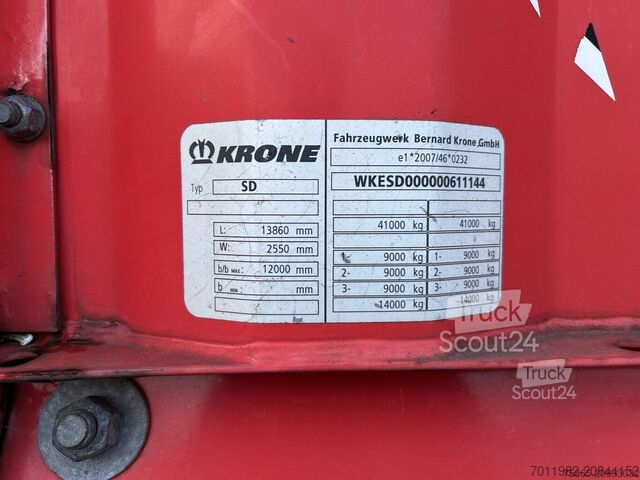 KRONE
Typ SD
L: 13860 mm
W: 2550 mm
b/b MAX: 12000 mm
b MIN: mm
Fahrzeugwerk Bernard Krone GmbH
e1*2007/46*0232
WKESD000000611144
41000 kg 41000 kg
9000 kg 1- 9000 kg
2- 9000 kg 2- 9000 kg
3- 9000 kg 3- 9000 kg
14000 kg 14000 kg
Truck
Scout24
Truck
Scout24
7011982-20844152